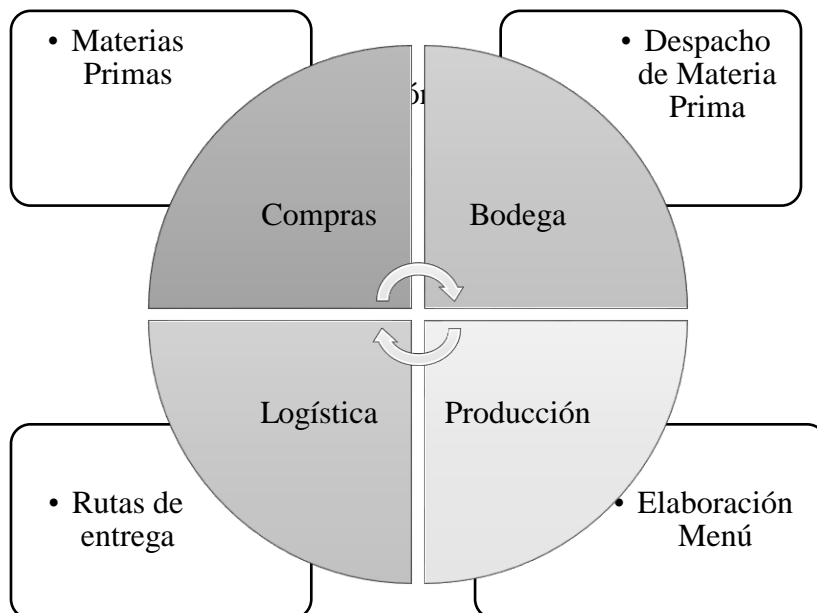 • Materias
Primas
• Despacho
de Materia
Prima
Compras
Bodega
Logística
Producción
• Rutas de
entrega
• Elaboración
Menú